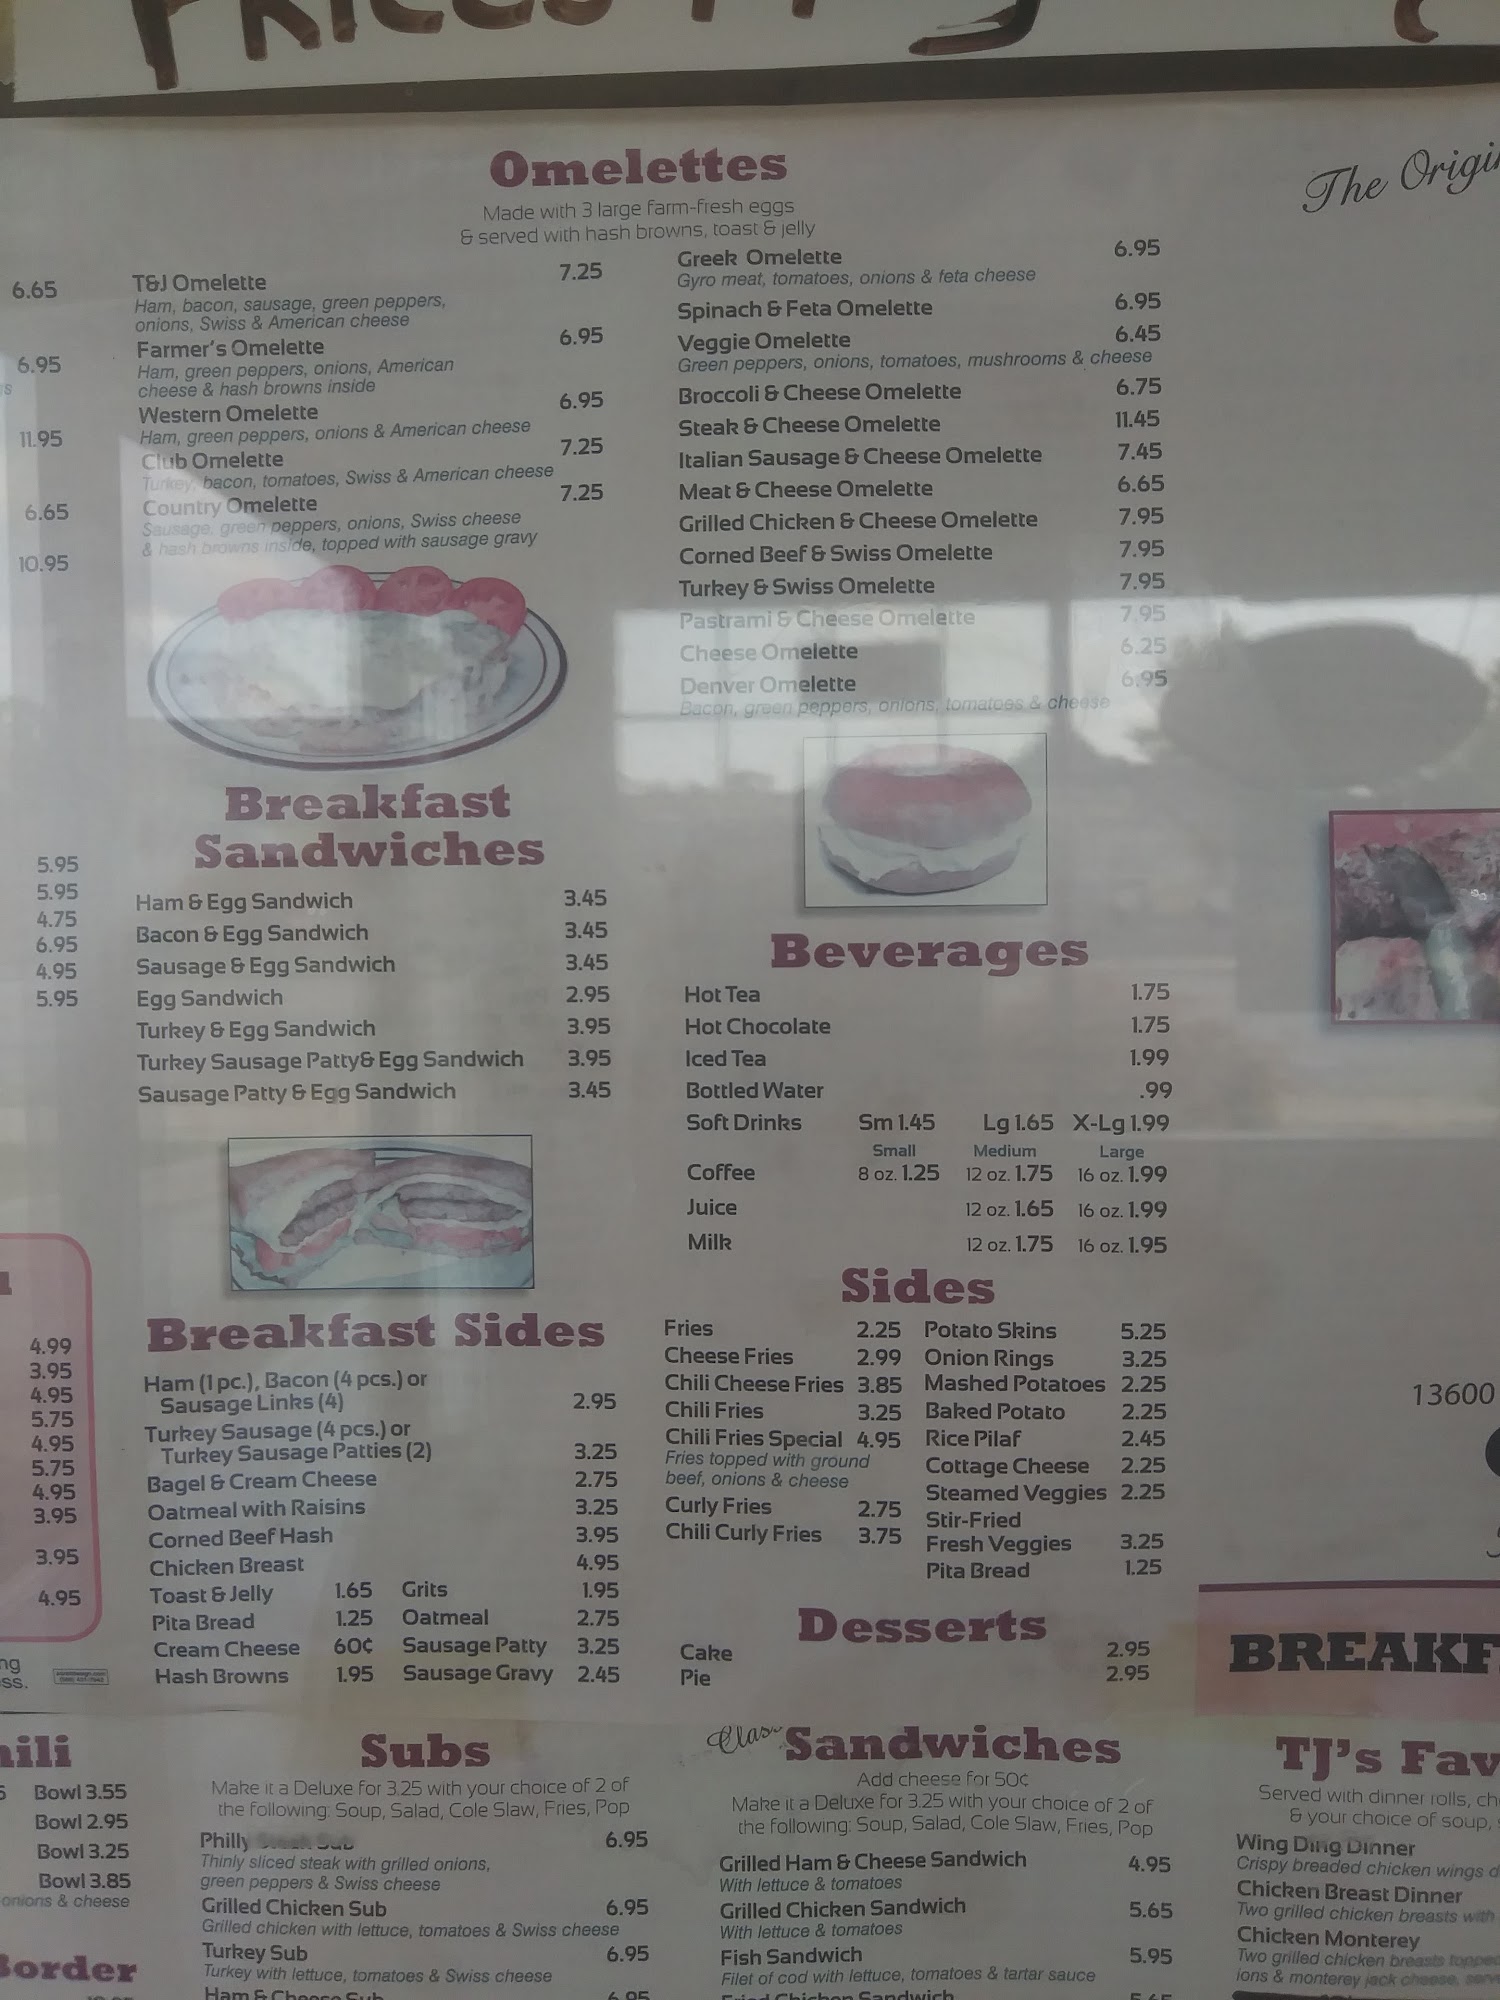 Omelettes
Made with 3 large farm-fresh eggs
& served with hash browns, toast & jelly
The
6.65
6.95
11.95
6.65
10.95
T&J Omelette 7.25
Ham, bacon, sausage, green peppers,
onions, Swiss & American cheese
Farmer's Omelette 6.95
Ham, green peppers, onions, American
cheese & hash browns inside
Western Omelette 6.95
Ham, green peppers, onions & American cheese
Club Omelette 7.25
Turkey, bacon, tomatoes, Swiss & American cheese
Country Omelette 7.25
Sausage, green peppers, onions, Swiss cheese
& hash browns inside, topped with sausage gravy
Greek Omelette 6.95
Gyro meat, tomatoes, onions & feta cheese
Spinach & Feta Omelette 6.95
Veggie Omelette 6.45
Green peppers, onions, tomatoes, mushrooms & cheese
Broccoli & Cheese Omelette 6.75
Steak & Cheese Omelette 11.45
Italian Sausage & Cheese Omelette 7.45
Meat & Cheese Omelette 6.65
Grilled Chicken & Cheese Omelette 7.95
Corned Beef & Swiss Omelette 7.95
Turkey & Swiss Omelette 7.95
Pastrami & Cheese Omelette 7.95
Cheese Omelette 6.25
Denver Omelette 6.95
Bacon, green peppers, onions, tomatoes & cheese
5.95
5.95
4.75
6.95
4.95
5.95
Breakfast
Sandwiches
Ham & Egg Sandwich 3.45
Bacon & Egg Sandwich 3.45
Sausage & Egg Sandwich 3.45
Egg Sandwich 2.95
Turkey & Egg Sandwich 3.95
Turkey Sausage Patty& Egg Sandwich 3.95
Sausage Patty & Egg Sandwich 3.45
Beverages
Hot Tea 1.75
Hot Chocolate 1.75
Iced Tea 1.99
Bottled Water .99
Soft Drinks Sm 1.45 Lg 1.65 X-Lg 1.99
Small Medium Large
Coffee 8 oz. 1.25 12 oz. 1.75 16 oz. 1.99
Juice 12 oz. 1.65 16 oz. 1.99
Milk 12 oz. 1.75 16 oz. 1.95
4.99
3.95
4.95
5.75
4.95
5.75
4.95
3.95
3.95
4.95
Breakfast Sides
Ham (1 pc.), Bacon (4 pcs.) or
Sausage Links (4) 2.95
Turkey Sausage (4 pcs.) or
Turkey Sausage Patties (2) 3.25
Bagel & Cream Cheese 2.75
Oatmeal with Raisins 3.25
Corned Beef Hash 3.95
Chicken Breast 4.95
Toast & Jelly 1.65 Grits 1.95
Pita Bread 1.25 Oatmeal 2.75
Cream Cheese 60¢ Sausage Patty 3.25
Hash Browns 1.95 Sausage Gravy 2.45
Sides
Fries 2.25 Potato Skins 5.25
Cheese Fries 2.99 Onion Rings 3.25
Chili Cheese Fries 3.85 Mashed Potatoes 2.25
Chili Fries 3.25 Baked Potato 2.25
Chili Fries Special 4.95 Rice Pilaf 2.45
Fries topped with ground
beef, onions & cheese
Cottage Cheese 2.25
Steamed Veggies 2.25
Curly Fries 2.75 Stir-Fried
Chili Curly Fries 3.75 Fresh Veggies 3.25
Pita Bread 1.25
13600
Desserts
Cake 2.95
Pie 2.95
Bowl 3.55
Bowl 2.95
Bowl 3.25
Bowl 3.85
onions & cheese
Subs
Make it a Deluxe for 3.25 with your choice of 2 of
the following: Soup, Salad, Cole Slaw, Fries, Pop
Philly 6.95
Thinly sliced steak with grilled onions,
green peppers & Swiss cheese
Grilled Chicken Sub 6.95
Grilled chicken with lettuce, tomatoes & Swiss cheese
Turkey Sub 6.95
Turkey with lettuce, tomatoes & Swiss cheese
Ham & Cheese Sub 6.95
Sandwiches
Add cheese for 50¢
Make it a Deluxe for 3.25 with your choice of 2 of
the following: Soup, Salad, Cole Slaw, Fries, Pop
Grilled Ham & Cheese Sandwich 4.95
With lettuce & tomatoes
Grilled Chicken Sandwich 5.65
With lettuce & tomatoes
Fish Sandwich 5.95
Filet of cod with lettuce, tomatoes & tartar sauce
Fried Chicken Sandwich 5.65
TJ's
Served with dinner rolls,
& your choice of soup,
Wing Ding Dinner
Crispy breaded chicken wings
Chicken Breast Dinner
Two grilled chicken breasts with
Chicken Monterey
Two grilled chicken breasts topped
ions & monterey jack cheese,